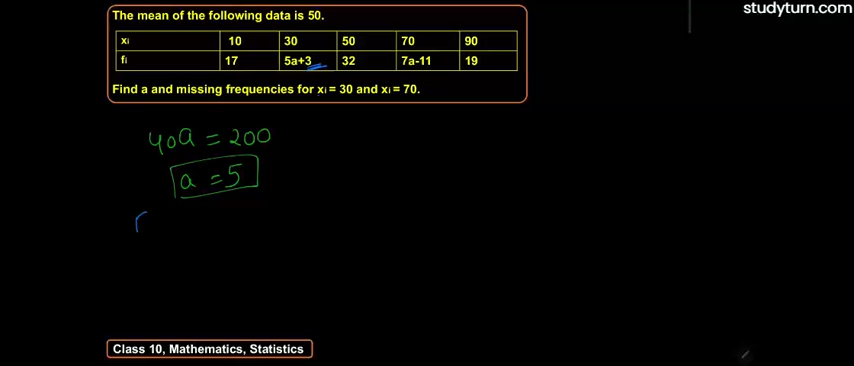 studyturn.com
The mean of the following data is 50.
xi 10 30 50 70 90
fi 17 5a+3 32 7a-11 19
Find a and missing frequencies for xi = 30 and xi = 70.
40a = 200
a = 5
Class 10, Mathematics, Statistics